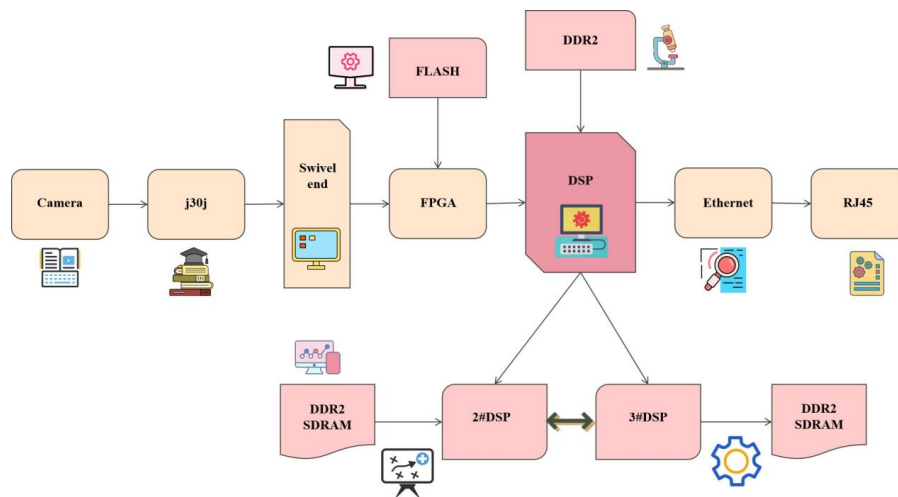 FLASH
DDR2
Camera
j30j
Swivel
end
FPGA
DSP
Ethernet
RJ45
DDR2
SDRAM
2#DSP
3#DSP
DDR2
SDRAM